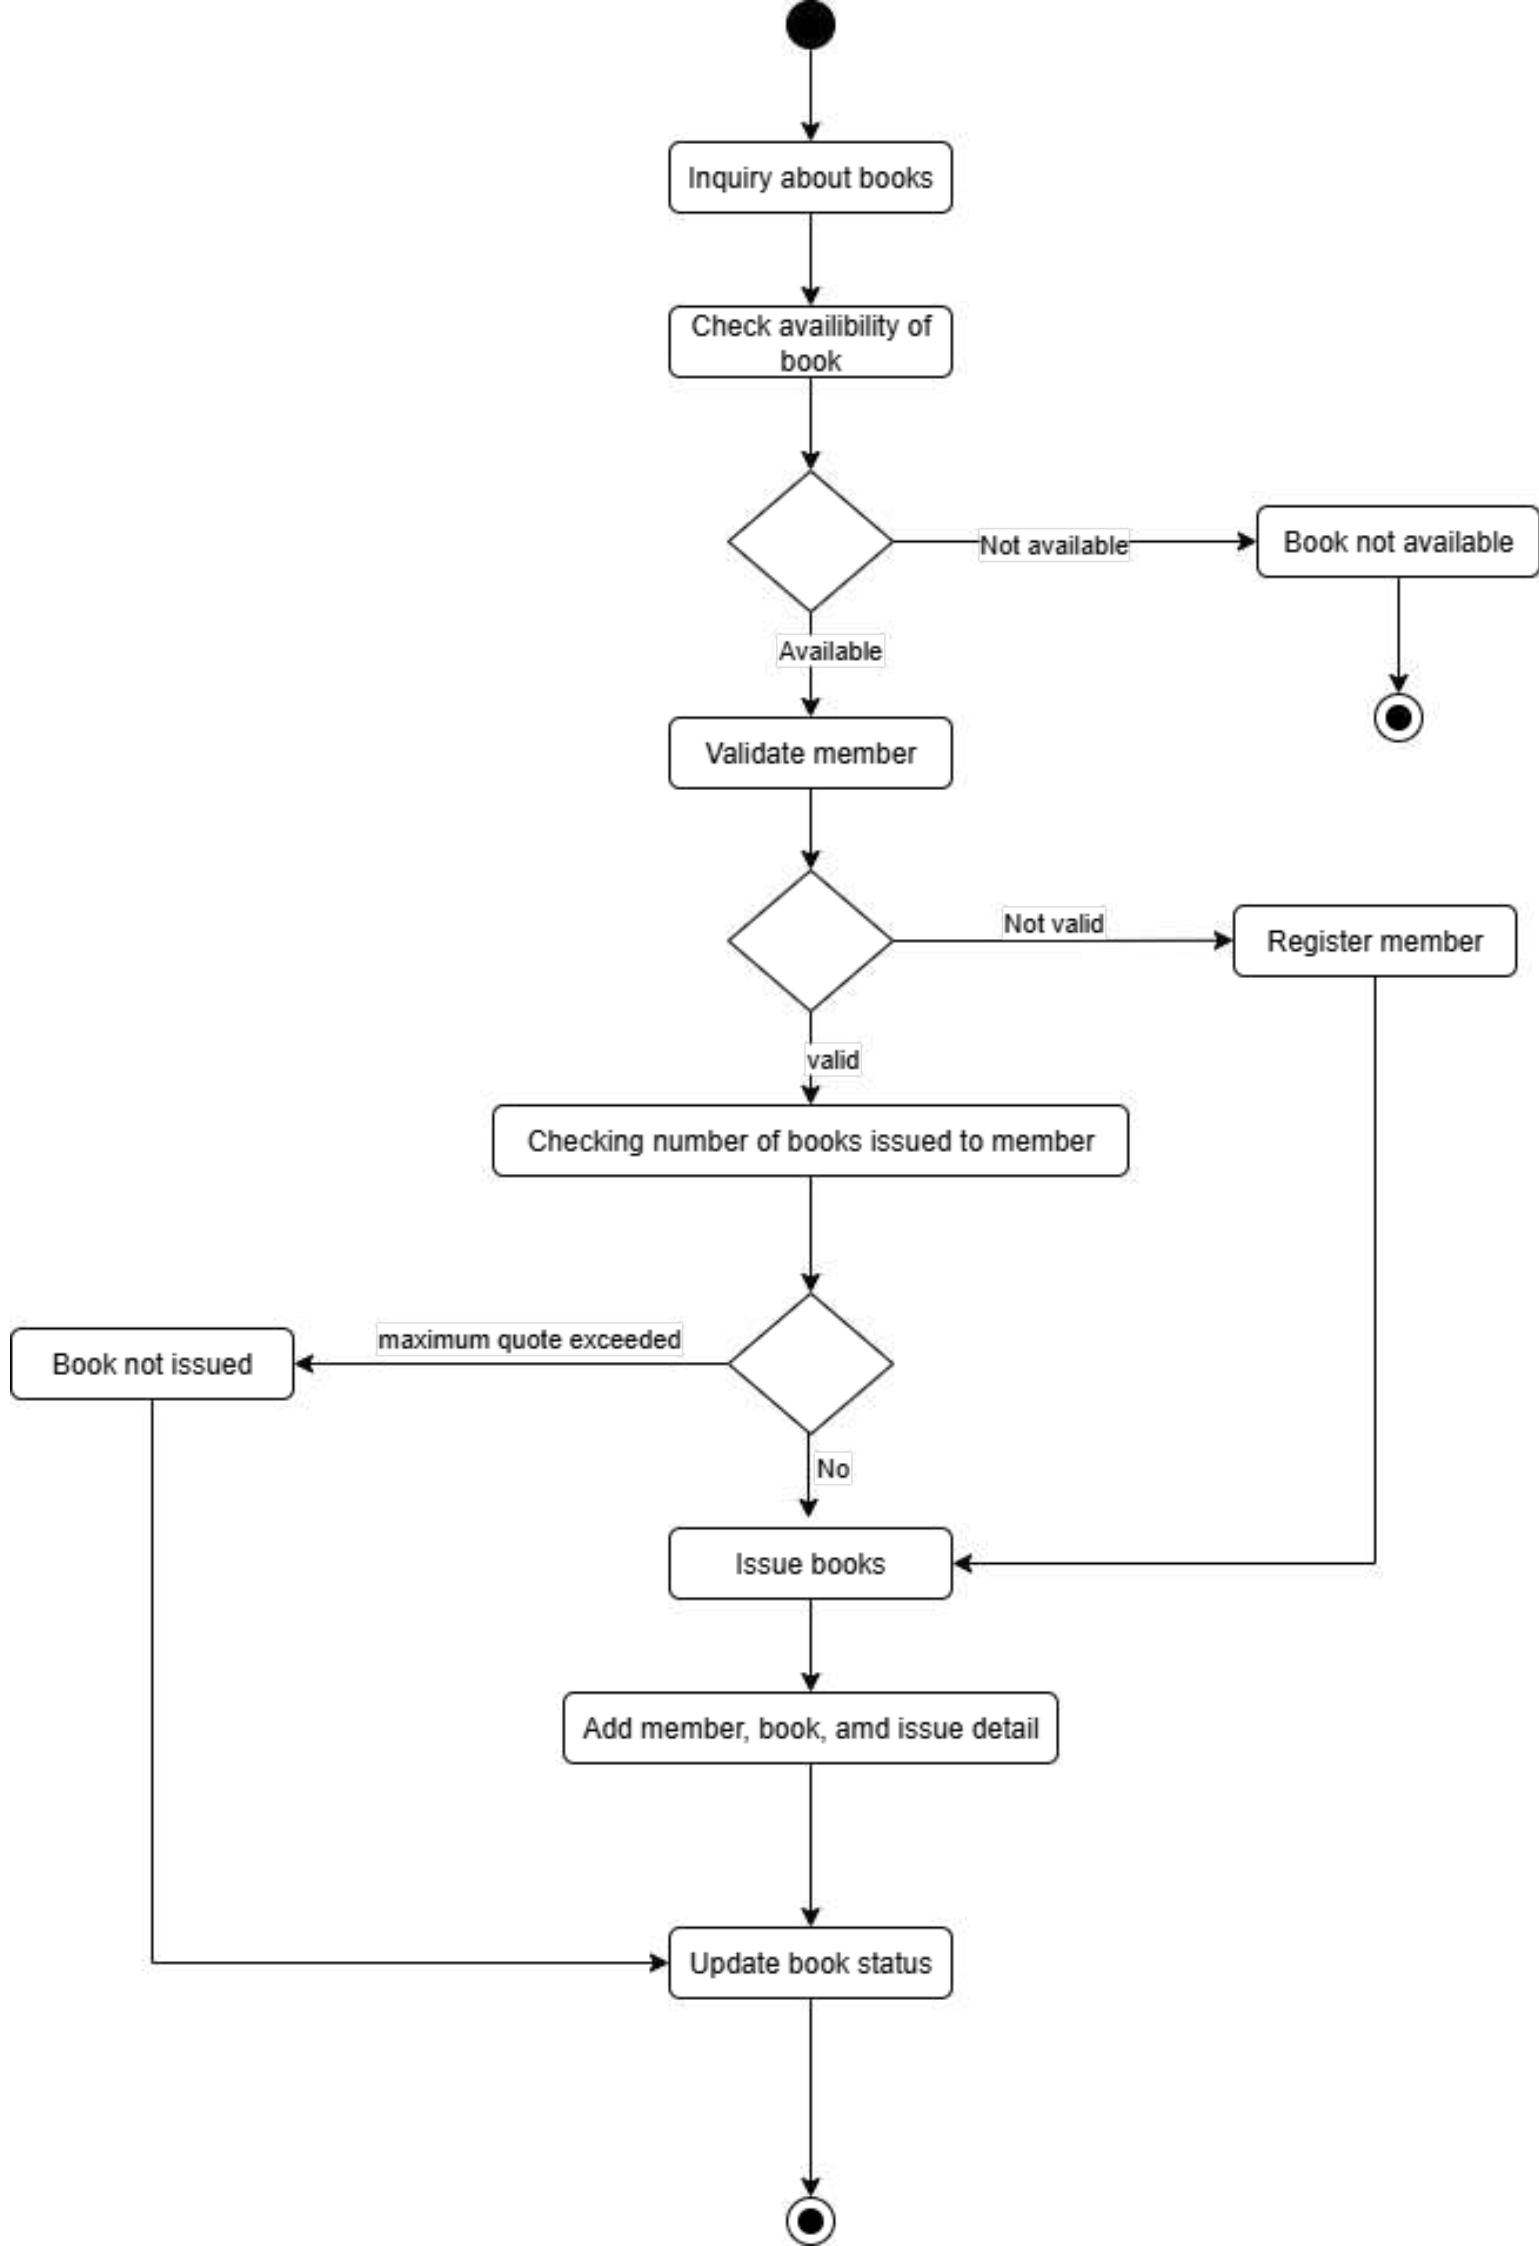 Inquiry about books
Check availibility of
book
Not available
Book not available
Available
Validate member
Not valid
Register member
valid
Checking number of books issued to member
maximum quote exceeded
Book not issued
No
Issue books
Add member, book, amd issue detail
Update book status